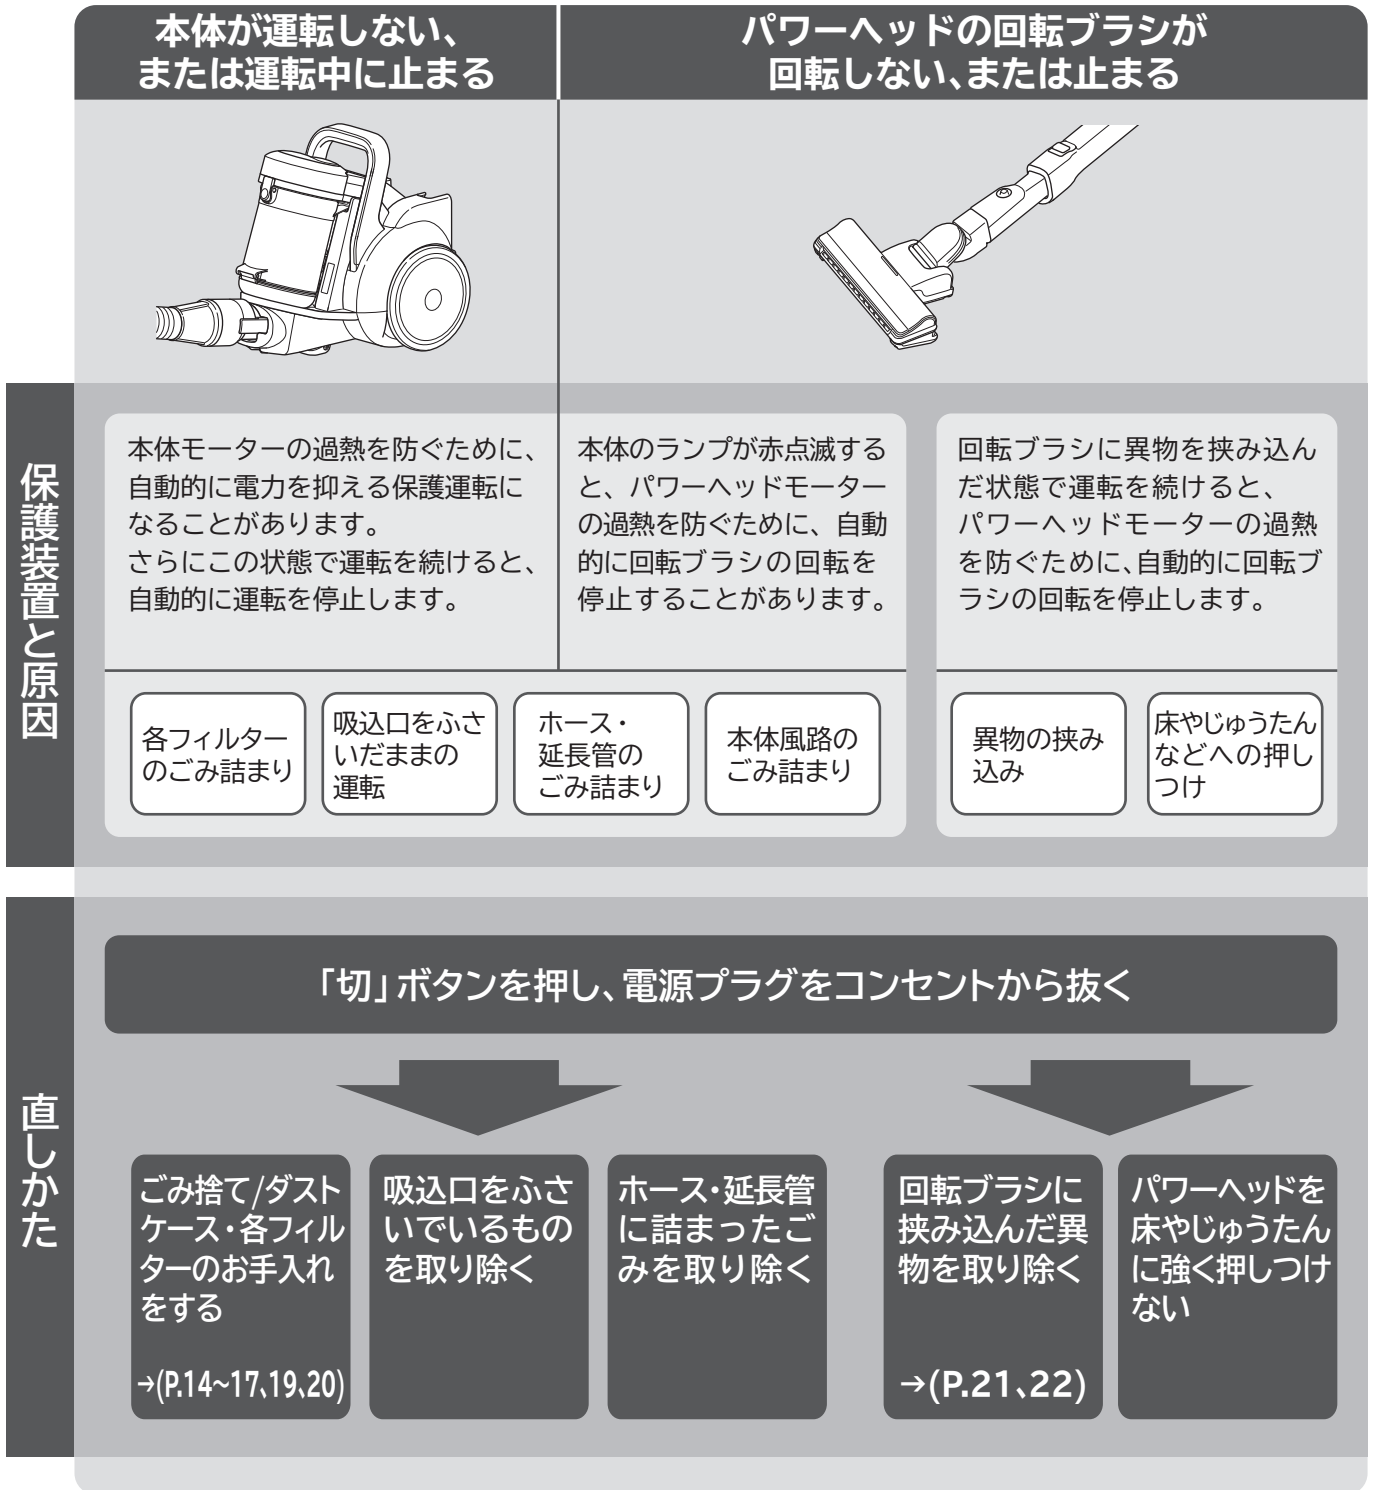 本体が運転しない、
または運転中に止まる
パワーヘッドの回転ブラシが
回転しない、または止まる
保護装置と原因
本体モーターの過熱を防ぐために、
自動的に電力を抑える保護運転に
なることがあります。
さらにこの状態で運転を続けると、
自動的に運転を停止します。
本体のランプが赤点滅する
と、パワーヘッドモーター
の過熱を防ぐために、自動
的に回転ブラシの回転を
停止することがあります。
回転ブラシに異物を挟み込ん
だ状態で運転を続けると、
パワーヘッドモーターの過熱
を防ぐために、自動的に回転ブ
ラシの回転を停止します。
各フィルター
のごみ詰まり
吸込口をふさ
いだままの
運転
ホース・
延長管の
ごみ詰まり
本体風路の
ごみ詰まり
異物の挟み
込み
床やじゅうたん
などへの押し
つけ
直しかた
「切」ボタンを押し、電源プラグをコンセントから抜く
ごみ捨て/ダスト
ケース・各フィル
ターのお手入れ
をする
→(P.14~17、19、20)
吸込口をふさ
いでいるもの
を取り除く
ホース・延長管
に詰まったご
みを取り除く
回転ブラシに
挟み込んだ異
物を取り除く
→(P.21、22)
パワーヘッドを
床やじゅうたん
に強く押しつけ
ない